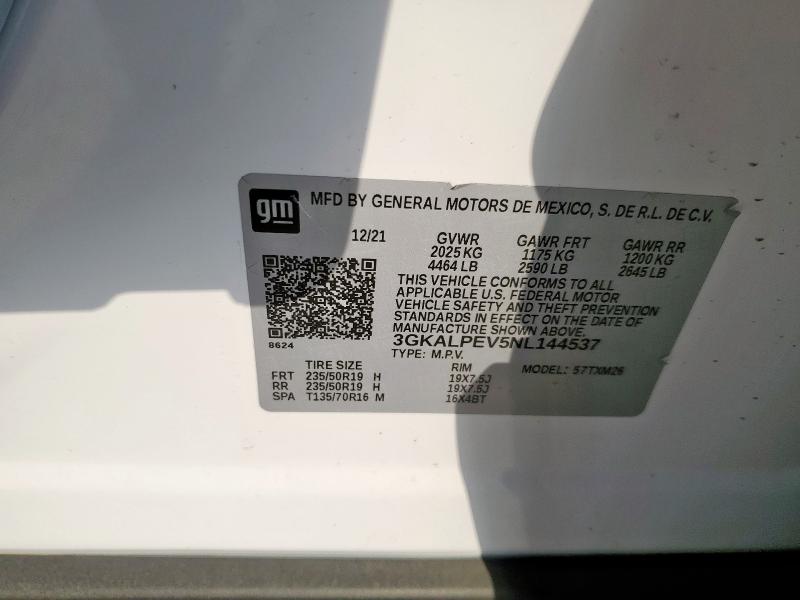 gm
MFD BY GENERAL MOTORS DE MEXICO, S. DE R.L. DE C.V.
12/21 GVWR GAWR FRT GAWR RR
2025 KG 1175 KG 1200 KG
4464 LB 2590 LB 2645 LB
THIS VEHICLE CONFORMS TO ALL
APPLICABLE U.S. FEDERAL MOTOR
VEHICLE SAFETY AND THEFT PREVENTION
STANDARDS IN EFFECT ON THE DATE OF
MANUFACTURE SHOWN ABOVE.
8624
3GKALPEV5NL144537
TYPE: M.P.V.
TIRE SIZE RIM MODEL: 57TXM26
FRT 235/50R19 H 19X7.5J
RR 235/50R19 H 19X7.5J
SPA T135/70R16 M 16X4BT